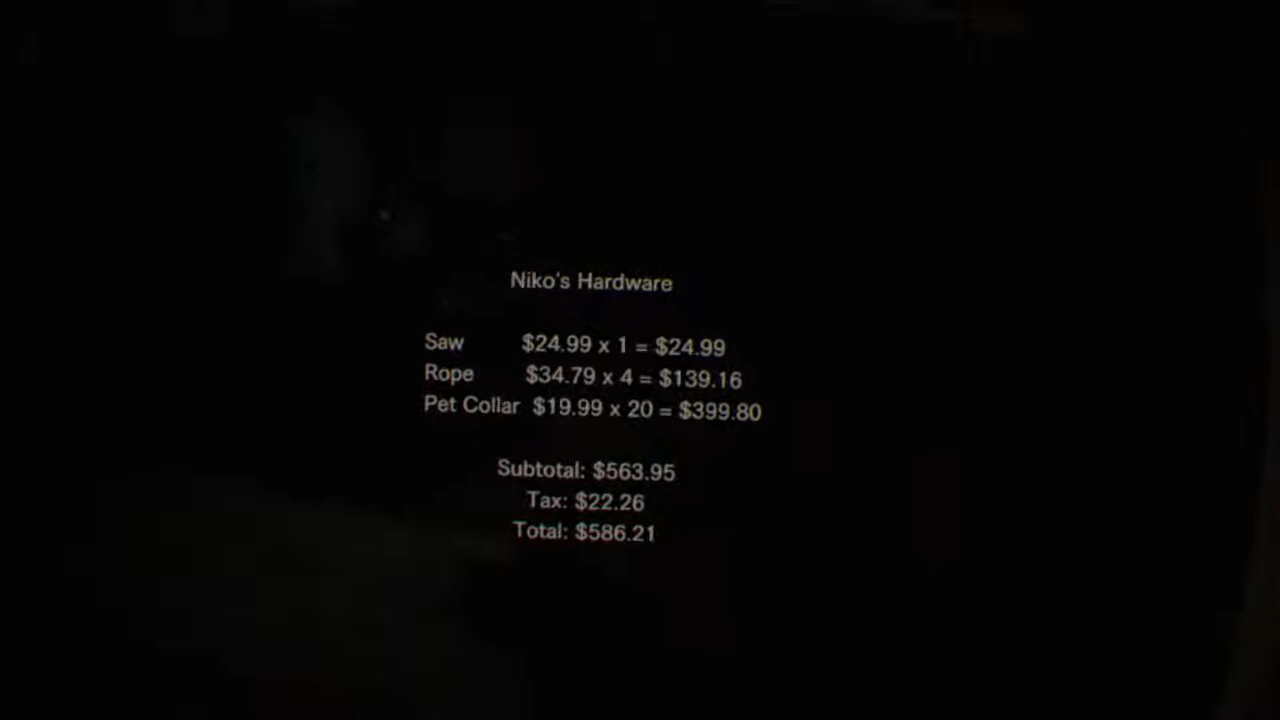 Niko's Hardware
Saw $24.99 x 1 = $24.99
Rope $34.79 x 4 = $139.16
Pet Collar $19.99 x 20 = $399.80
Subtotal: $563.95
Tax: $22.26
Total: $586.21